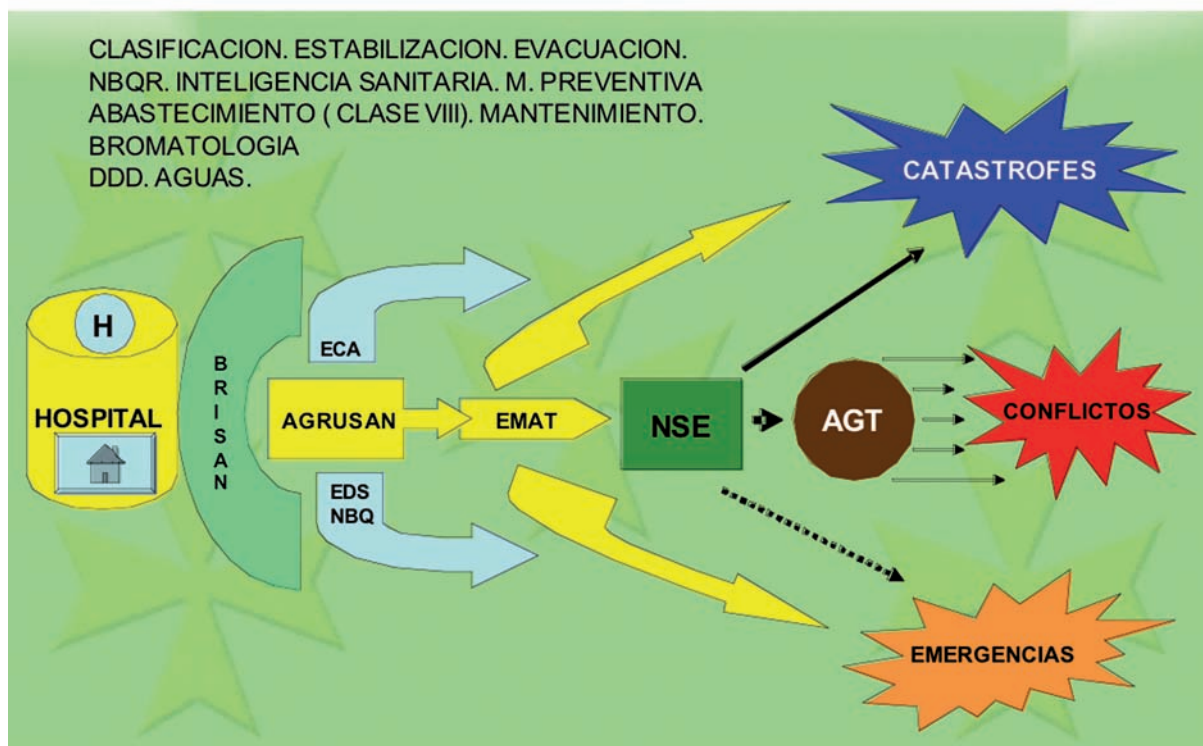 CLASIFICACION. ESTABILIZACION. EVACUACION.
NBQR. INTELIGENCIA SANITARIA. M. PREVENTIVA
ABASTECIMIENTO ( CLASE VIII). MANTENIMIENTO.
BROMATOLOGIA
DDD. AGUAS.
CATASTROFES
H
HOSPITAL
BRISAN
ECA
AGRUSAN
EMAT
NSE
AGT
CONFLICTOS
EDS
NBQ
EMERGENCIAS